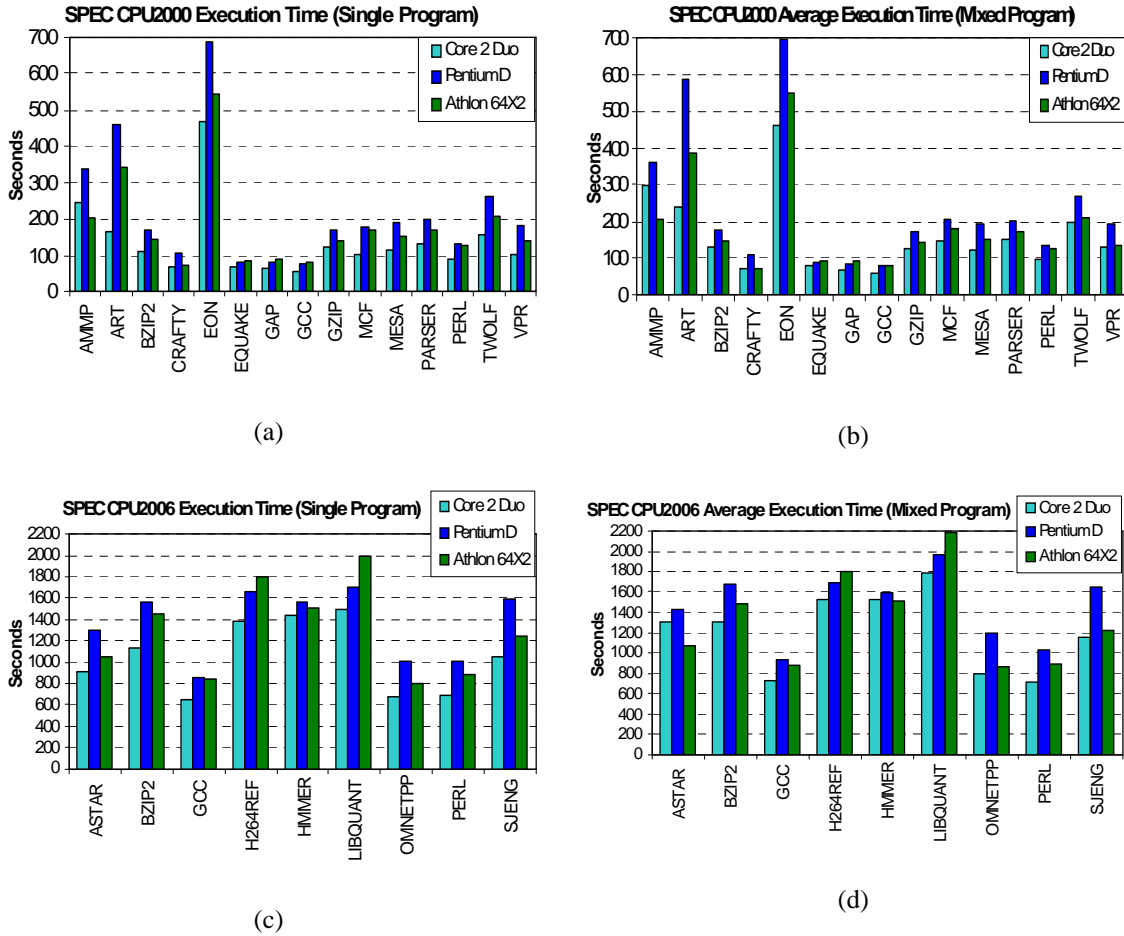 SPEC CPU2000 Execution Time (Single Program)
700
600
500
400
300
200
100
0
Seconds
Core 2 Duo
Pentium D
Athlon 64X2
AMMP
ART
BZIP2
CRAFTY
EON
EQUAKE
GAP
GCC
GZIP
MCF
MESA
PARSER
PERL
TWOLF
VPR
(a)
SPEC CPU2000 Average Execution Time (Mixed Program)
700
600
500
400
300
200
100
0
Seconds
Core 2 Duo
Pentium D
Athlon 64X2
AMMP
ART
BZIP2
CRAFTY
EON
EQUAKE
GAP
GCC
GZIP
MCF
MESA
PARSER
PERL
TWOLF
VPR
(b)
SPEC CPU2006 Execution Time (Single Program)
2200
2000
1800
1600
1400
1200
1000
800
600
400
200
0
Seconds
Core 2 Duo
Pentium D
Athlon 64X2
ASTAR
BZIP2
GCC
H264REF
HMMER
LIBQUANT
OMNETPP
PERL
SJENG
(c)
SPEC CPU2006 Average Execution Time (Mixed Program)
2200
2000
1800
1600
1400
1200
1000
800
600
400
200
0
Seconds
Core 2 Duo
Pentium D
Athlon 64X2
ASTAR
BZIP2
GCC
H264REF
HMMER
LIBQUANT
OMNETPP
PERL
SJENG
(d)